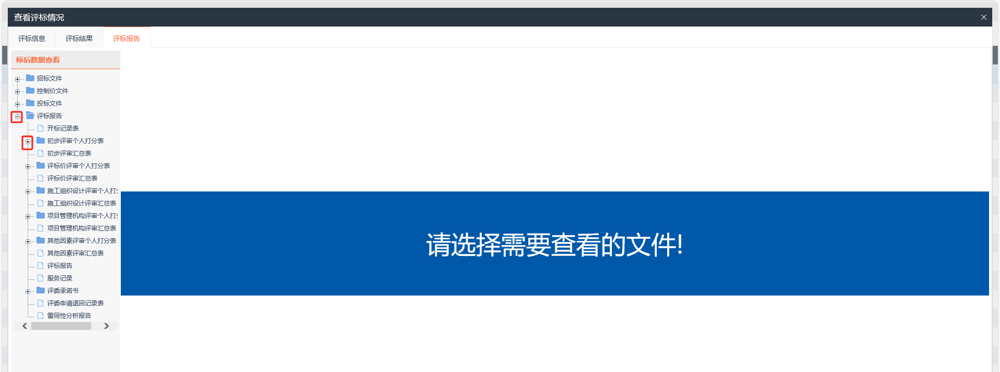 查看评标情况
评标信息
评标结果
评标报告
标后数据查看
招标文件
控制价文件
投标文件
评标报告
开标记录表
初步评审个人打分表
初步评审汇总表
评标价评审个人打分表
评标价评审汇总表
施工组织设计评审个人打
施工组织设计评审汇总表
项目管理机构评审个人打
项目管理机构评审汇总表
其他因素评审个人打分表
其他因素评审汇总表
评标报告
服务记录
评委承诺书
评委申请退回记录表
雷同性分析报告
请选择需要查看的文件!